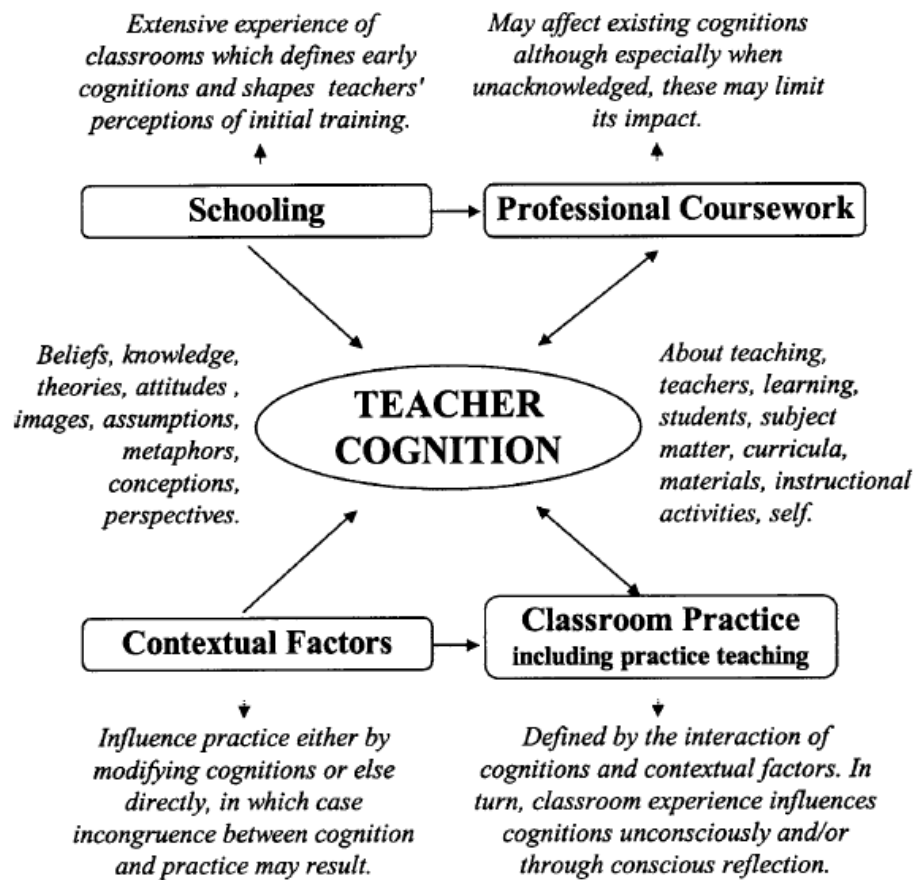 Extensive experience of
classrooms which defines early
cognitions and shapes teachers'
perceptions of initial training.
May affect existing cognitions
although especially when
unacknowledged, these may limit
its impact.
Schooling
Professional Coursework
Beliefs, knowledge,
theories, attitudes ,
images, assumptions,
metaphors,
conceptions,
perspectives.
TEACHER
COGNITION
About teaching,
teachers, learning,
students, subject
matter, curricula,
materials, instructional
activities, self.
Contextual Factors
Classroom Practice
including practice teaching
Influence practice either by
modifying cognitions or else
directly, in which case
incongruence between cognition
and practice may result.
Defined by the interaction of
cognitions and contextual factors. In
turn, classroom experience influences
cognitions unconsciously and/or
through conscious reflection.